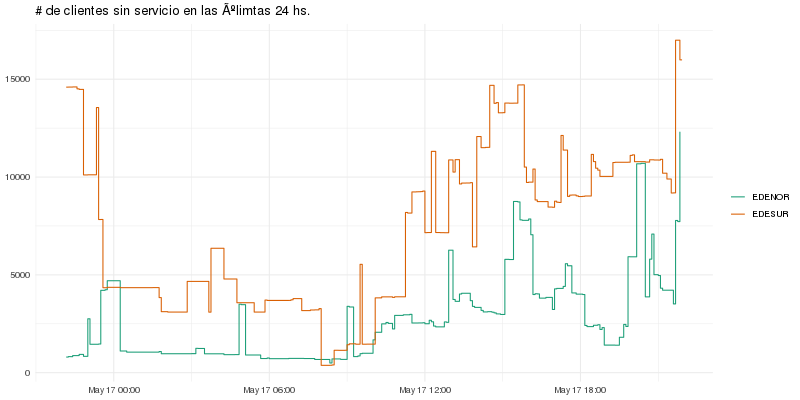 # de clientes sin servicio en las Ãºlimtas 24 hs.
15000
10000
5000
0
May 17 00:00
May 17 06:00
May 17 12:00
May 17 18:00
EDENOR
EDESUR